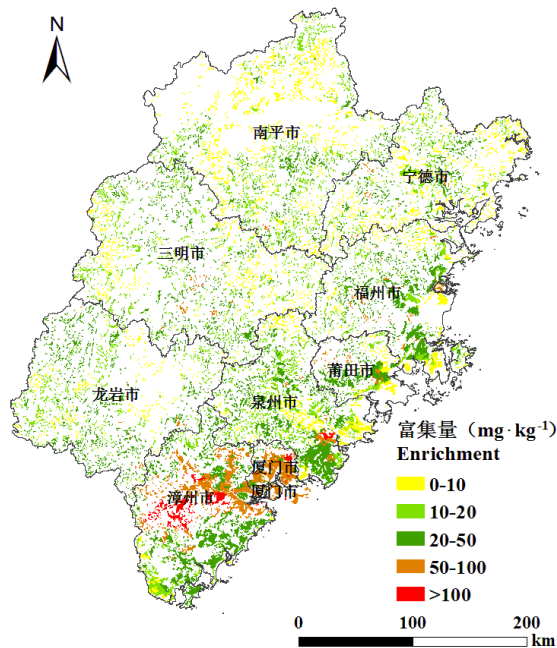 N
南平市
宁德市
三明市
福州市
莆田市
龙岩市
泉州市
厦门市
漳州市
厦门市
富集量（mg·kg⁻¹）
Enrichment
0-10
10-20
20-50
50-100
>100
0 100 200
km